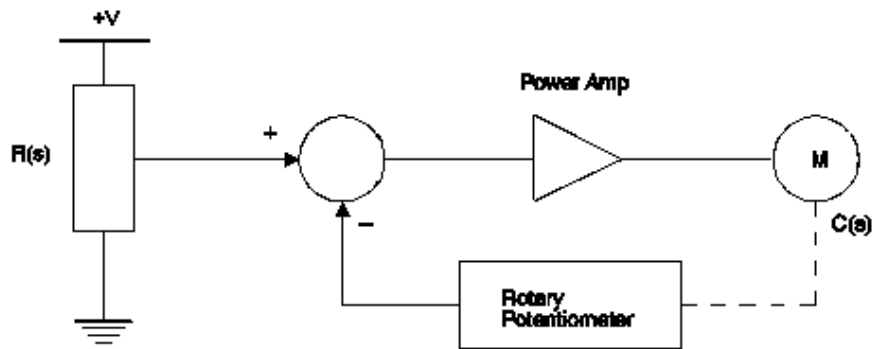 +V
Power Amp
+
R(s)
M
−
C(s)
Rotary
Potentiometer